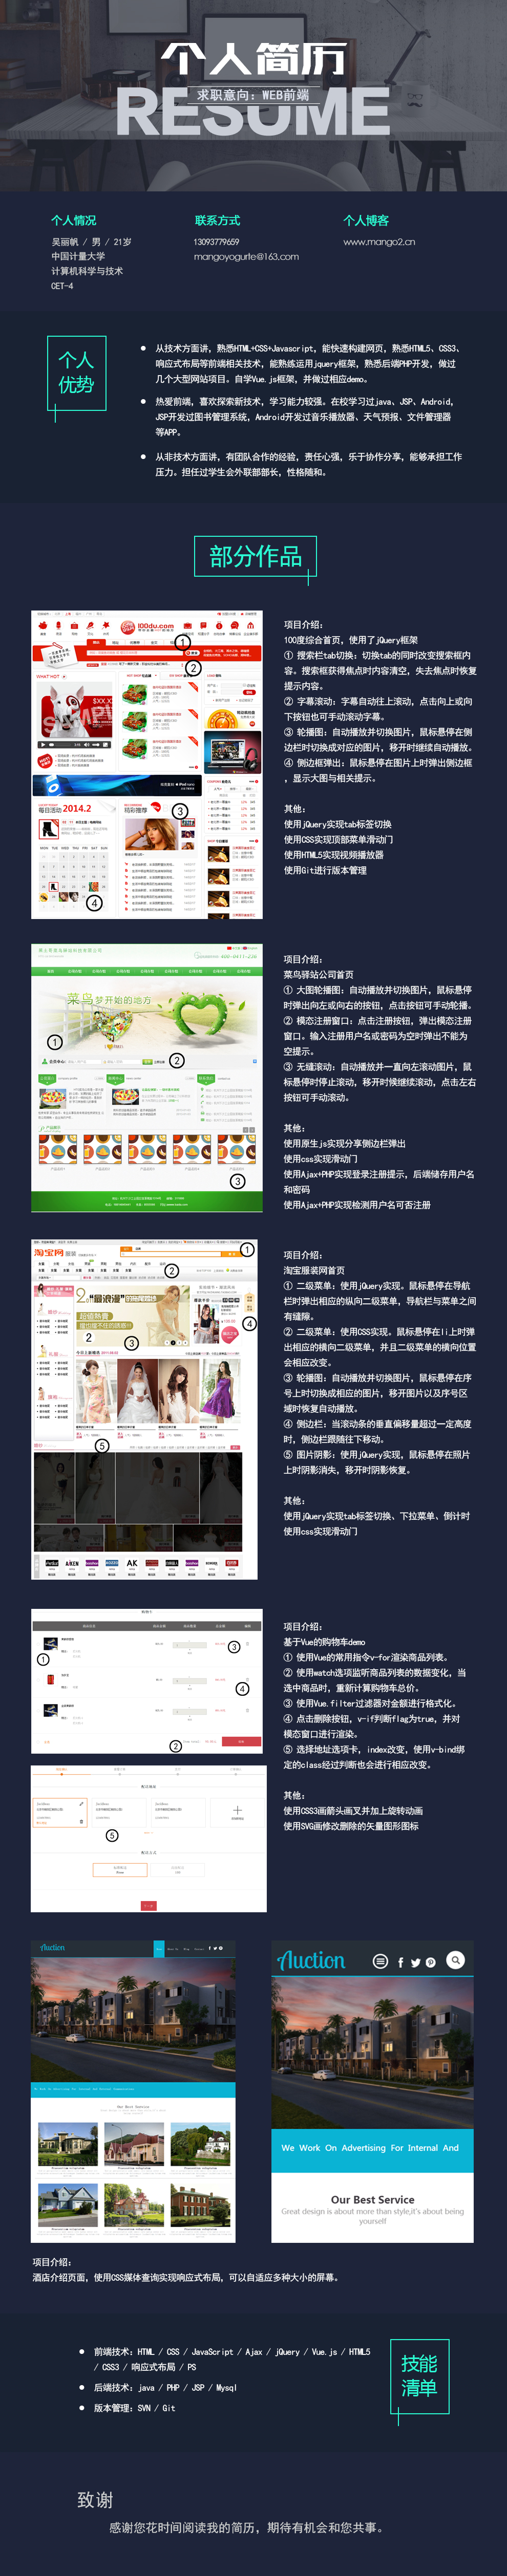 个人简历
RESUME
求职意向：WEB前端
个人情况
吴丽帆 / 男 / 21岁
中国计量大学
计算机科学与技术
CET-4
联系方式
13093779659
mangoyogurte@163.com
个人博客
www.mango2.cn
个人
优势
从技术方面讲，熟悉HTML+CSS+Javascript，能快速构建网页，熟悉HTML5、CSS3、
响应式布局等前端相关技术，能熟练运用jquery框架，熟悉后端PHP开发，做过
几个大型网站项目。自学Vue.js框架，并做过相应demo。
热爱前端，喜欢探索新技术，学习能力较强。在校学习过java、JSP、Android，
JSP开发过图书管理系统，Android开发过音乐播放器、天气预报、文件管理器
等APP。
从非技术方面讲，有团队合作的经验，责任心强，乐于协作分享，能够承担工作
压力。担任过学生会外联部部长，性格随和。
部分作品
项目介绍：
100度综合首页，使用了jQuery框架
① 搜索栏tab切换：切换tab的同时改变搜索框内
容。搜索框得到焦点时内容清空，失去焦点时恢复
提示内容。
② 字幕滚动：字幕自动往上滚动，点击向上或向
下按钮也可手动滚动字幕。
③ 轮播图：自动播放并切换图片，鼠标悬停在侧
边栏时切换成对应的图片，移开时继续自动播放。
④ 侧边框弹出：鼠标悬停在图片上时弹出侧边框
，显示大图与相关提示。
其他：
使用jQuery实现tab标签切换
使用CSS实现顶部菜单滑动门
使用HTML5实现视频播放器
使用Git进行版本管理
项目介绍：
菜鸟驿站公司首页
① 大图轮播图：自动播放并切换图片，鼠标悬停
时弹出向左或向右的按钮，点击按钮可手动轮播。
② 模态注册窗口：点击注册按钮，弹出模态注册
窗口。输入注册用户名或密码为空时弹出不能为
空提示。
③ 无缝滚动：自动播放并一直向左滚动图片，鼠
标悬停时停止滚动，移开时候继续滚动，点击左右
按钮可手动滚动。
其他：
使用原生js实现分享侧边栏弹出
使用css实现滑动门
使用Ajax+PHP实现登录注册提示，后端储存用户名
和密码
使用Ajax+PHP实现检测用户名可否注册
项目介绍：
淘宝服装网首页
① 二级菜单：使用jQuery实现。鼠标悬停在导航
栏时弹出相应的纵向二级菜单，导航栏与菜单之间
有缝隙。
② 二级菜单：使用CSS实现。鼠标悬停在li上时弹
出相应的横向二级菜单，并且二级菜单的横向位置
会相应改变。
③ 轮播图：自动播放并切换图片，鼠标悬停在序
号上时切换成相应的图片，移开图片以及序号区
域时恢复自动播放。
④ 侧边栏：当滚动条的垂直偏移量超过一定高度
时，侧边栏跟随往下移动。
⑤ 图片阴影：使用jQuery实现，鼠标悬停在照片
上时阴影消失，移开时阴影恢复。
其他：
使用jQuery实现tab标签切换、下拉菜单、倒计时
使用css实现滑动门
项目介绍：
基于Vue的购物车demo
① 使用Vue的常用指令v-for渲染商品列表。
② 使用watch选项监听商品列表的数据变化，当
选中商品时，重新计算购物车总价。
③ 使用Vue.filter过滤器对金额进行格式化。
④ 点击删除按钮，v-if判断flag为true，并对
模态窗口进行渲染。
⑤ 选择地址选项卡，index改变，使用v-bind绑
定的class经过判断也会进行相应改变。
其他：
使用CSS3画箭头画叉并加上旋转动画
使用SVG画修改删除的矢量图形图标
Auction
Auction
We Work On Advertising For Internal And
Our Best Service
Great design is about more than style,it's about being
yourself
项目介绍：
酒店介绍页面，使用CSS媒体查询实现响应式布局，可以自适应多种大小的屏幕。
前端技术：HTML / CSS / JavaScript / Ajax / jQuery / Vue.js / HTML5
/ CSS3 / 响应式布局 / PS
后端技术：java / PHP / JSP / Mysql
版本管理：SVN / Git
技能
清单
致谢
感谢您花时间阅读我的简历，期待有机会和您共事。